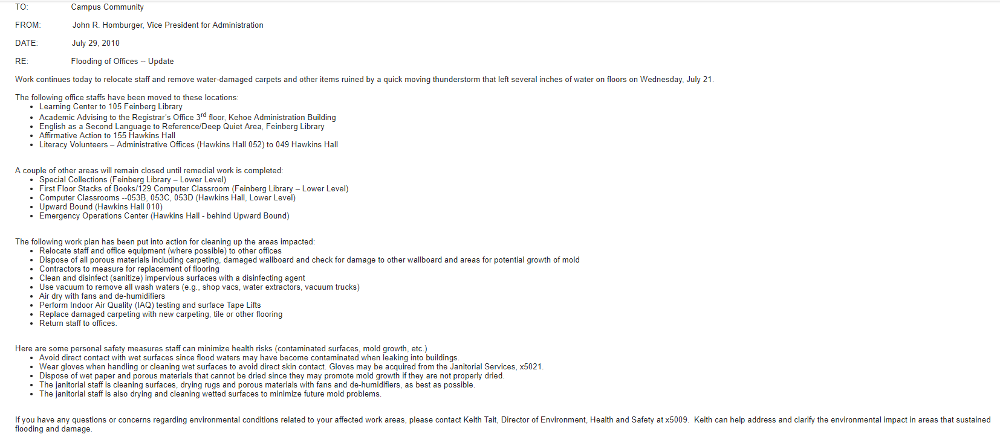 TO: Campus Community
FROM: John R. Homburger, Vice President for Administration
DATE: July 29, 2010
RE: Flooding of Offices -- Update
Work continues today to relocate staff and remove water-damaged carpets and other items ruined by a quick moving thunderstorm that left several inches of water on floors on Wednesday, July 21.
The following office staffs have been moved to these locations:
• Learning Center to 105 Feinberg Library
• Academic Advising to the Registrar's Office 3rd floor, Kehoe Administration Building
• English as a Second Language to Reference/Deep Quiet Area, Feinberg Library
• Affirmative Action to 155 Hawkins Hall
• Literacy Volunteers – Administrative Offices (Hawkins Hall 052) to 049 Hawkins Hall
A couple of other areas will remain closed until remedial work is completed:
• Special Collections (Feinberg Library – Lower Level)
• First Floor Stacks of Books/129 Computer Classroom (Feinberg Library – Lower Level)
• Computer Classrooms --053B, 053C, 053D (Hawkins Hall, Lower Level)
• Upward Bound (Hawkins Hall 010)
• Emergency Operations Center (Hawkins Hall - behind Upward Bound)
The following work plan has been put into action for cleaning up the areas impacted:
• Relocate staff and office equipment (where possible) to other offices
• Dispose of all porous materials including carpeting, damaged wallboard and check for damage to other wallboard and areas for potential growth of mold
• Contractors to measure for replacement of flooring
• Clean and disinfect (sanitize) impervious surfaces with a disinfecting agent
• Use vacuum to remove all wash waters (e.g., shop vacs, water extractors, vacuum trucks)
• Air dry with fans and de-humidifiers
• Perform Indoor Air Quality (IAQ) testing and surface Tape Lifts
• Replace damaged carpeting with new carpeting, tile or other flooring
• Return staff to offices.
Here are some personal safety measures staff can minimize health risks (contaminated surfaces, mold growth, etc.)
• Avoid direct contact with wet surfaces since flood waters may have become contaminated when leaking into buildings.
• Wear gloves when handling or cleaning wet surfaces to avoid direct skin contact. Gloves may be acquired from the Janitorial Services, x5021.
• Dispose of wet paper and porous materials that cannot be dried since they may promote mold growth if they are not properly dried.
• The janitorial staff is cleaning surfaces, drying rugs and porous materials with fans and de-humidifiers, as best as possible.
• The janitorial staff is also drying and cleaning wetted surfaces to minimize future mold problems.
If you have any questions or concerns regarding environmental conditions related to your affected work areas, please contact Keith Tait, Director of Environment, Health and Safety at x5009. Keith can help address and clarify the environmental impact in areas that sustained
flooding and damage.